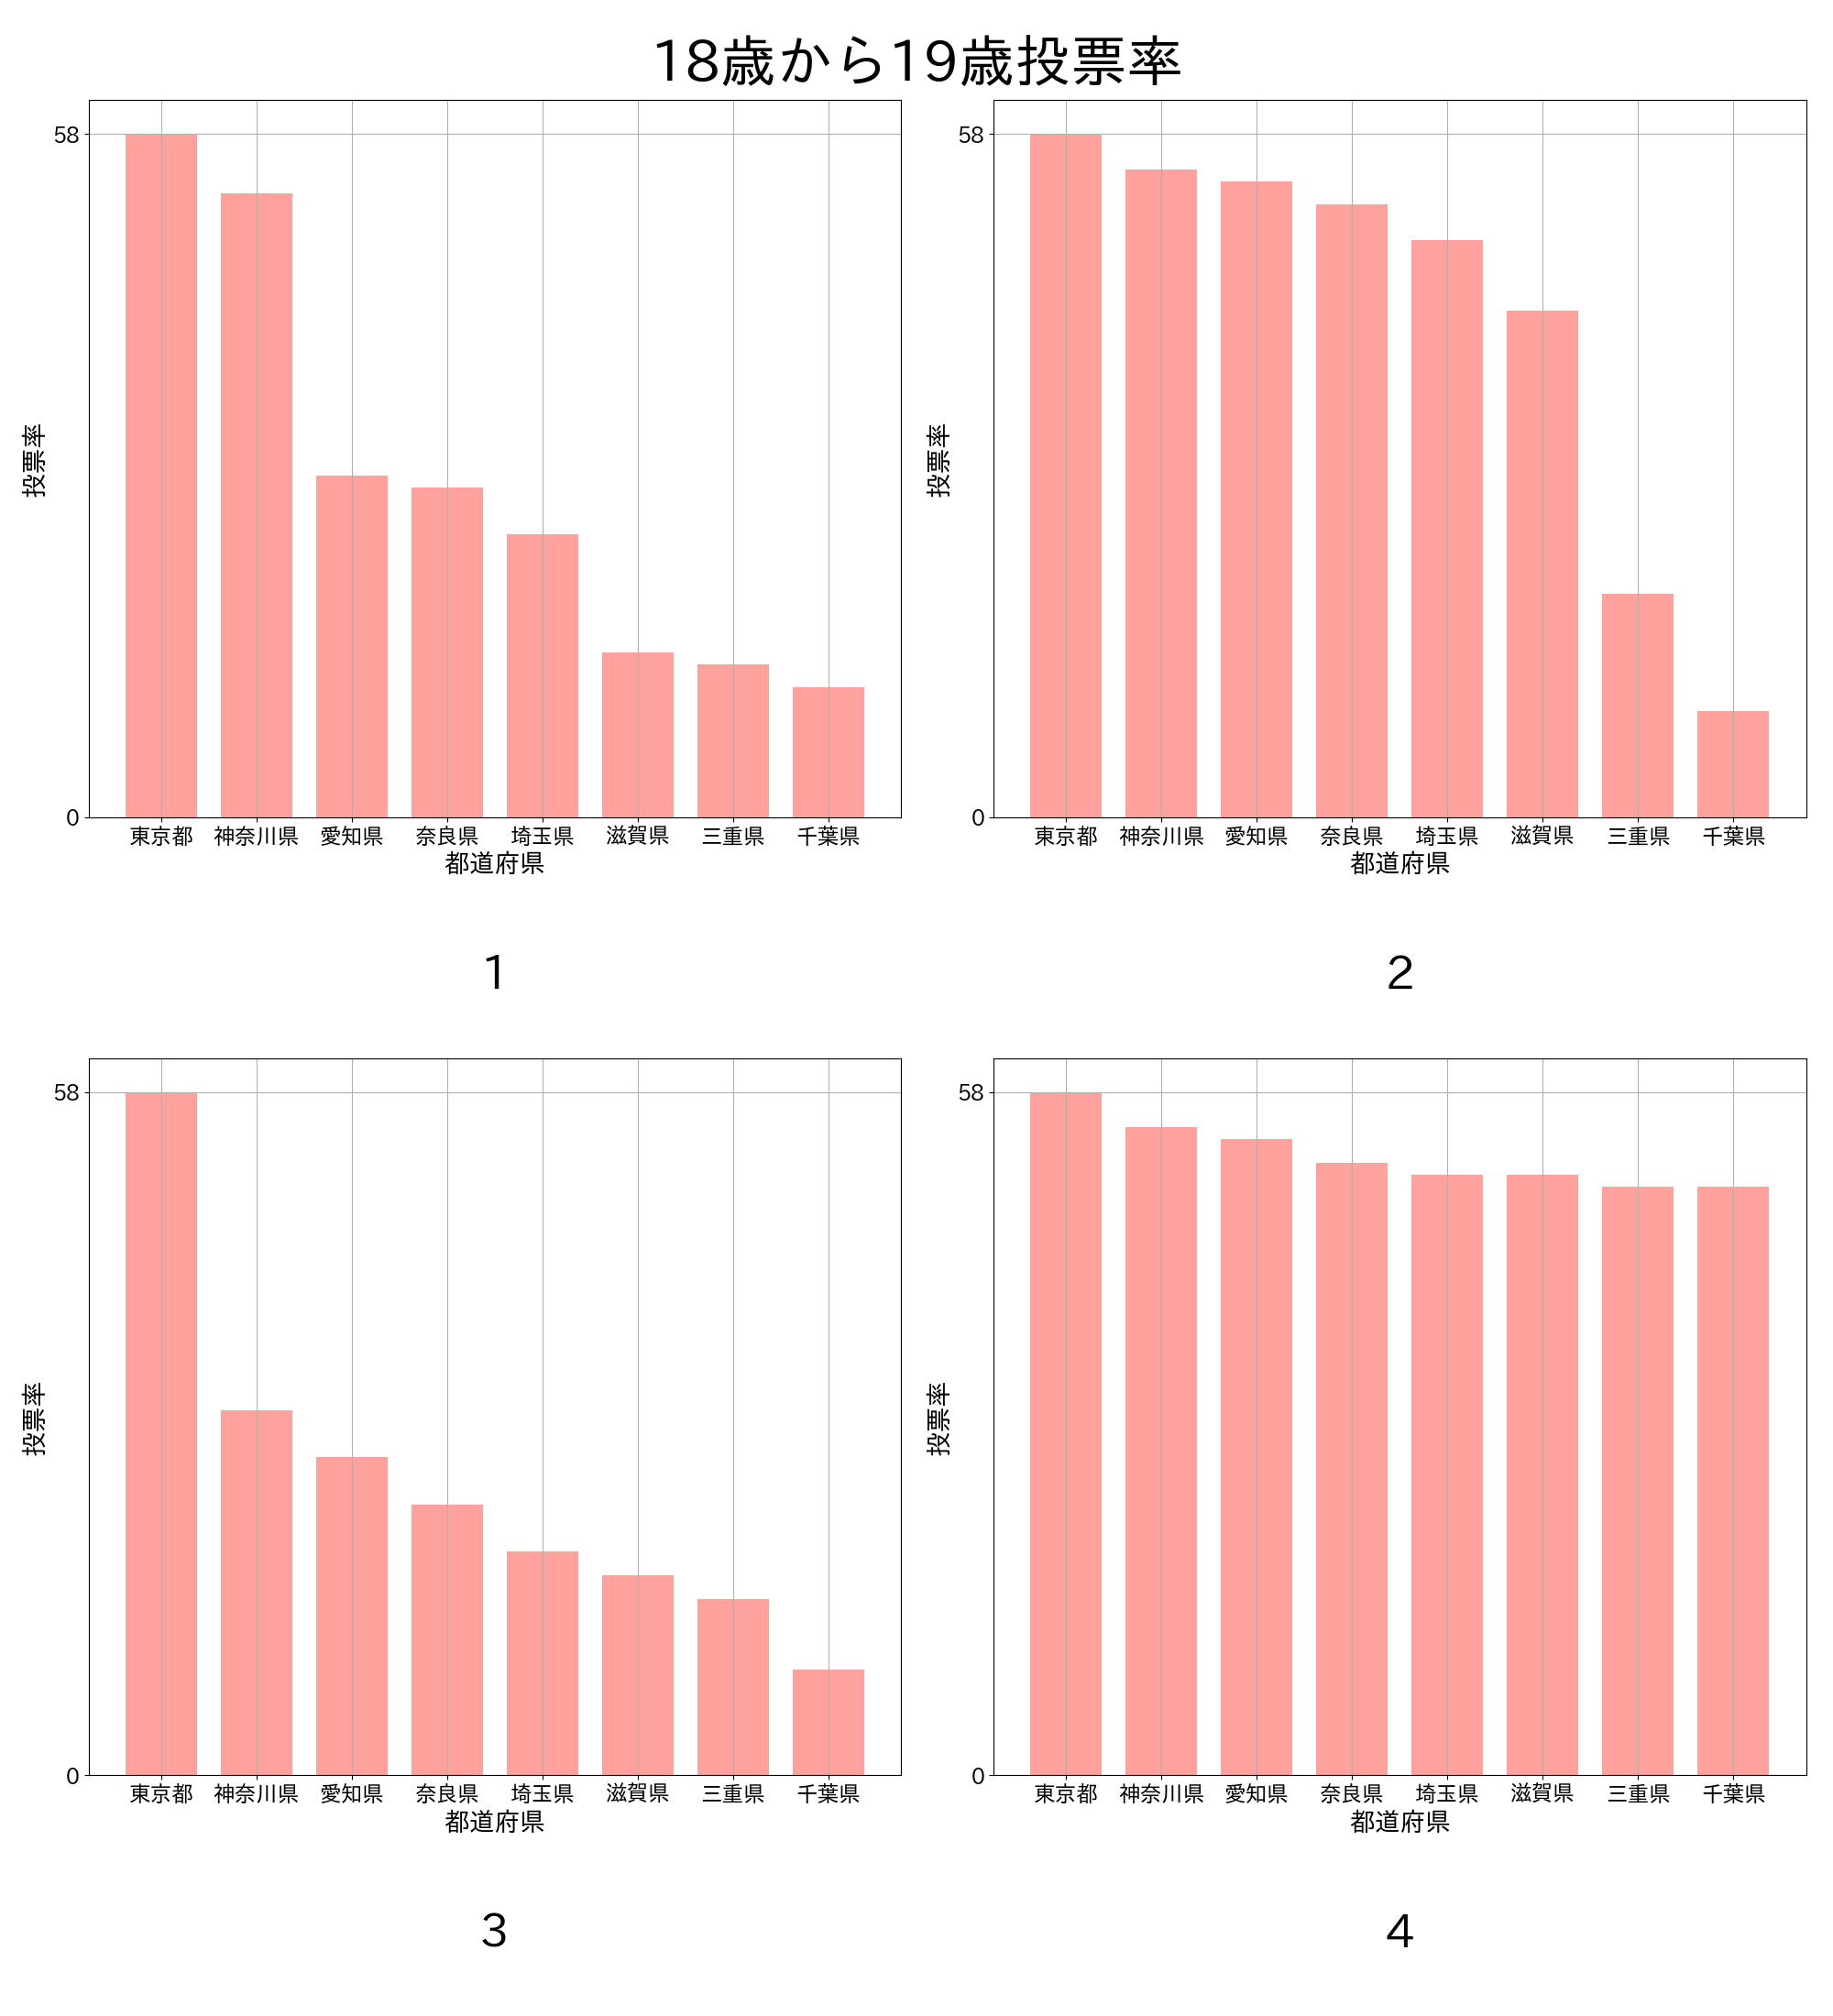 18歳から19歳投票率
58
0
投票率
東京都 神奈川県 愛知県 奈良県 埼玉県 滋賀県 三重県 千葉県
都道府県
1
58
0
投票率
東京都 神奈川県 愛知県 奈良県 埼玉県 滋賀県 三重県 千葉県
都道府県
2
58
0
投票率
東京都 神奈川県 愛知県 奈良県 埼玉県 滋賀県 三重県 千葉県
都道府県
3
58
0
投票率
東京都 神奈川県 愛知県 奈良県 埼玉県 滋賀県 三重県 千葉県
都道府県
4